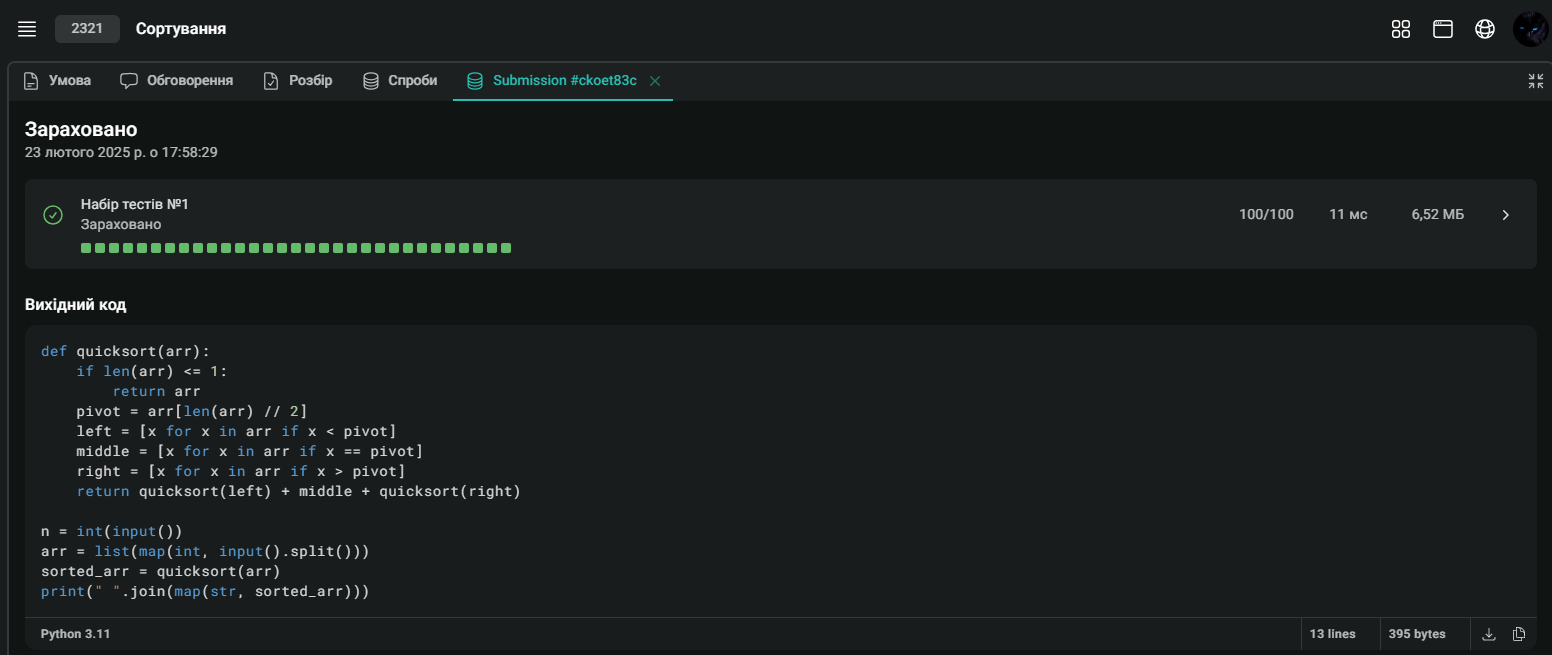 2321 Сортування
Умова Обговорення Розбір Спроби Submission #ckoet83c
Зараховано
23 лютого 2025 р. о 17:58:29
Набір тестів №1
Зараховано
100/100 11 мс 6,52 МБ
Вихідний код
def quicksort(arr):
    if len(arr) <= 1:
        return arr
    pivot = arr[len(arr) // 2]
    left = [x for x in arr if x < pivot]
    middle = [x for x in arr if x == pivot]
    right = [x for x in arr if x > pivot]
    return quicksort(left) + middle + quicksort(right)

n = int(input())
arr = list(map(int, input().split()))
sorted_arr = quicksort(arr)
print(" ".join(map(str, sorted_arr)))
Python 3.11 13 lines 395 bytes